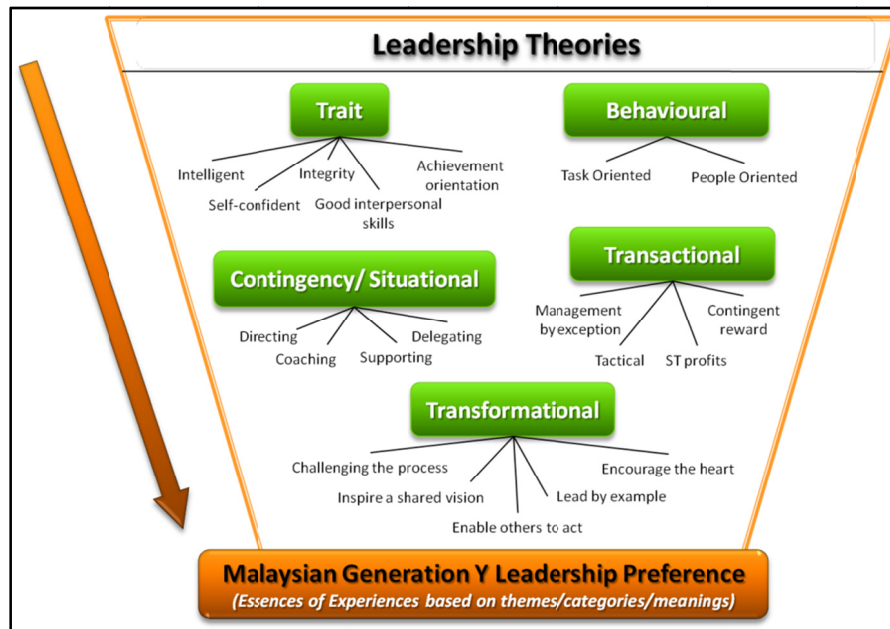 Leadership Theories
Trait
Behavioural
Intelligent
Integrity
Achievement
orientation
Self-confident
Good interpersonal
skills
Task Oriented
People Oriented
Contingency/ Situational
Transactional
Directing
Coaching
Supporting
Delegating
Management
by exception
Contingent
reward
Tactical
ST profits
Transformational
Challenging the process
Inspire a shared vision
Enable others to act
Lead by example
Encourage the heart
Malaysian Generation Y Leadership Preference
(Essences of Experiences based on themes/categories/meanings)